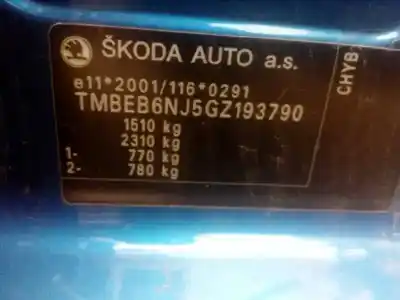 ŠKODA AUTO a.s.
e11*2001/116*0291
TMBEB6NJ5GZ193790
1510 kg
2310 kg
1- 770 kg
2- 780 kg
CHYB